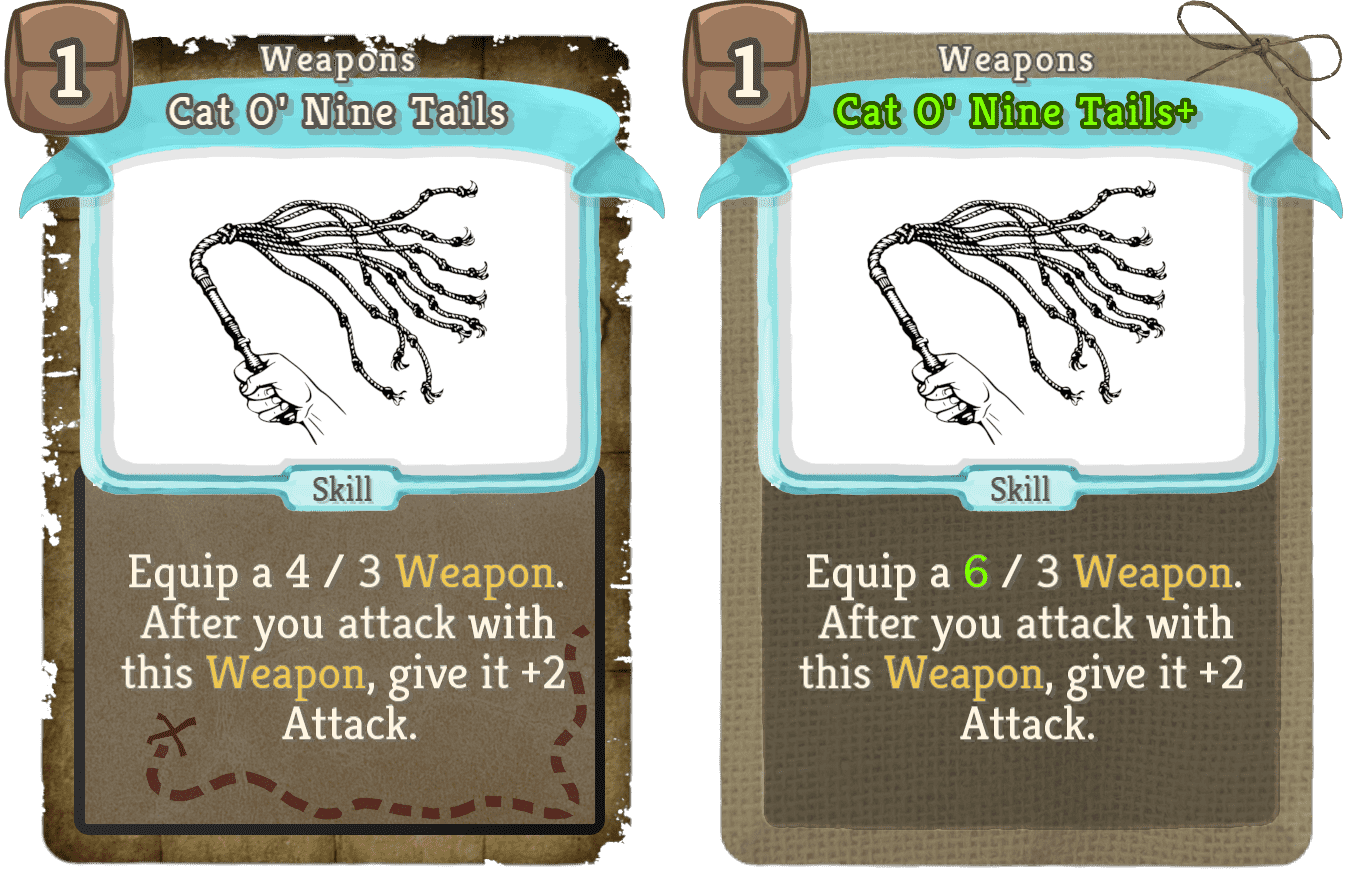 1
Weapons
Cat O' Nine Tails
Skill
Equip a 4 / 3 Weapon.
After you attack with
this Weapon, give it +2
Attack.
1
Weapons
Cat O' Nine Tails+
Skill
Equip a 6 / 3 Weapon.
After you attack with
this Weapon, give it +2
Attack.